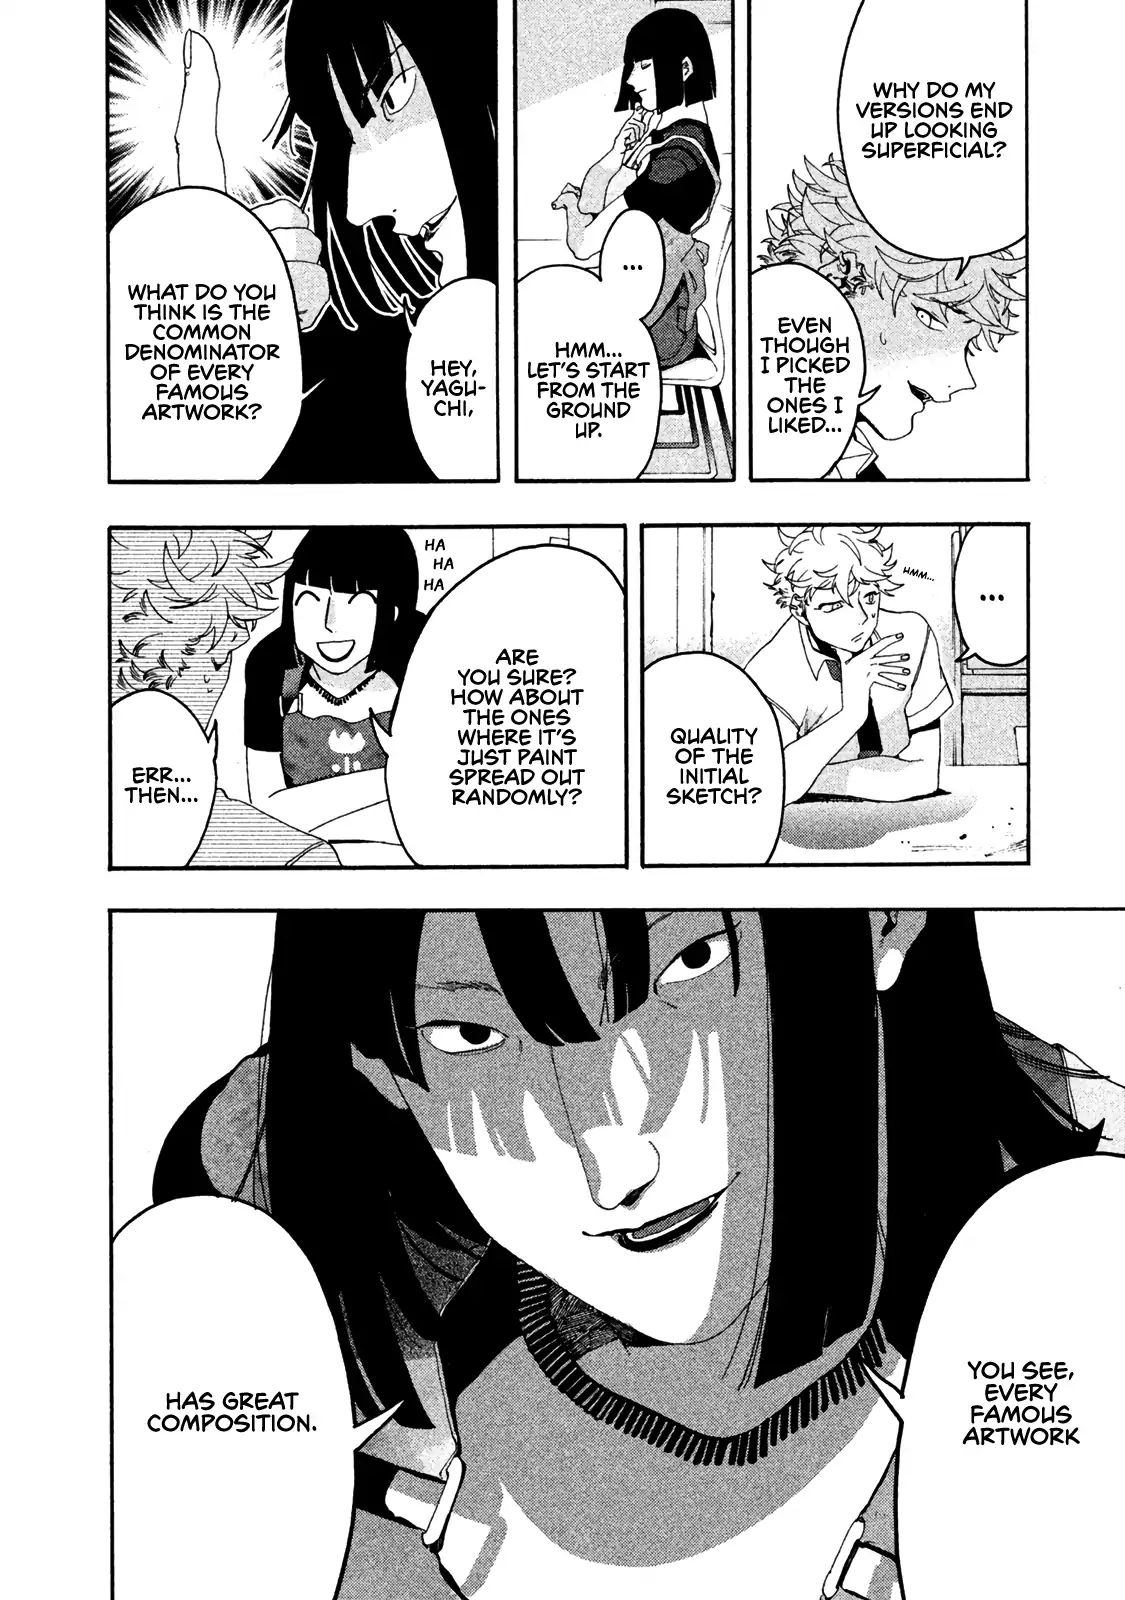 WHY DO MY
VERSIONS END
UP LOOKING
SUPERFICIAL?
EVEN
THOUGH
I PICKED
THE
ONES I
LIKED...
...
HMM...
LET'S START
FROM THE
GROUND
UP.
HEY,
YAGU-
CHI,
WHAT DO YOU
THINK IS THE
COMMON
DENOMINATOR
OF EVERY
FAMOUS
ARTWORK?
...
HMM...
QUALITY
OF THE
INITIAL
SKETCH?
HA
HA
HA
ARE
YOU SURE?
HOW ABOUT
THE ONES
WHERE IT'S
JUST PAINT
SPREAD OUT
RANDOMLY?
ERR...
THEN...
YOU SEE,
EVERY
FAMOUS
ARTWORK
HAS GREAT
COMPOSITION.